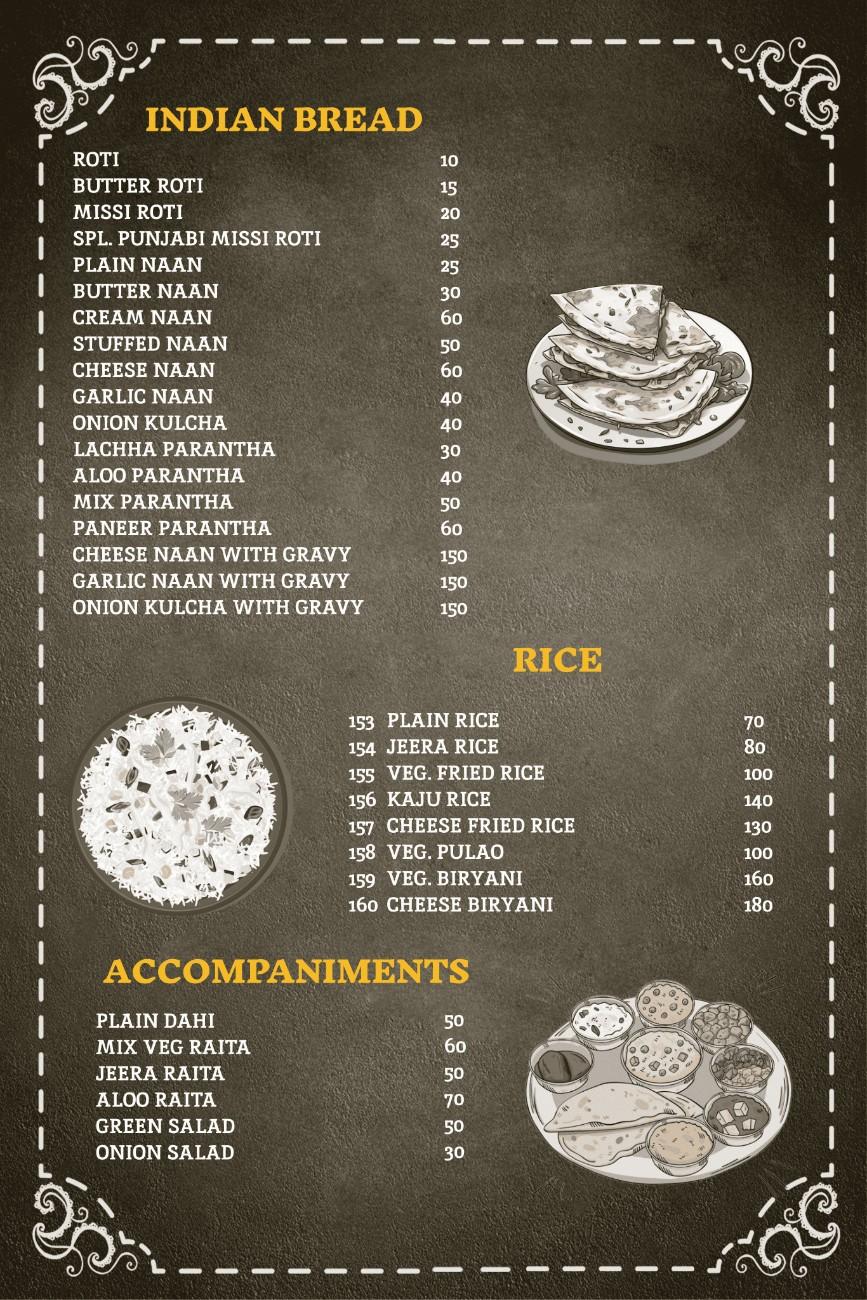 INDIAN BREAD
ROTI 10
BUTTER ROTI 15
MISSI ROTI 20
SPL. PUNJABI MISSI ROTI 25
PLAIN NAAN 25
BUTTER NAAN 30
CREAM NAAN 60
STUFFED NAAN 50
CHEESE NAAN 60
GARLIC NAAN 40
ONION KULCHA 40
LACHHA PARANTHA 30
ALOO PARANTHA 40
MIX PARANTHA 50
PANEER PARANTHA 60
CHEESE NAAN WITH GRAVY 150
GARLIC NAAN WITH GRAVY 150
ONION KULCHA WITH GRAVY 150
RICE
153 PLAIN RICE 70
154 JEERA RICE 80
155 VEG. FRIED RICE 100
156 KAJU RICE 140
157 CHEESE FRIED RICE 130
158 VEG. PULAO 100
159 VEG. BIRYANI 160
160 CHEESE BIRYANI 180
ACCOMPANIMENTS
PLAIN DAHI 50
MIX VEG RAITA 60
JEERA RAITA 50
ALOO RAITA 70
GREEN SALAD 50
ONION SALAD 30